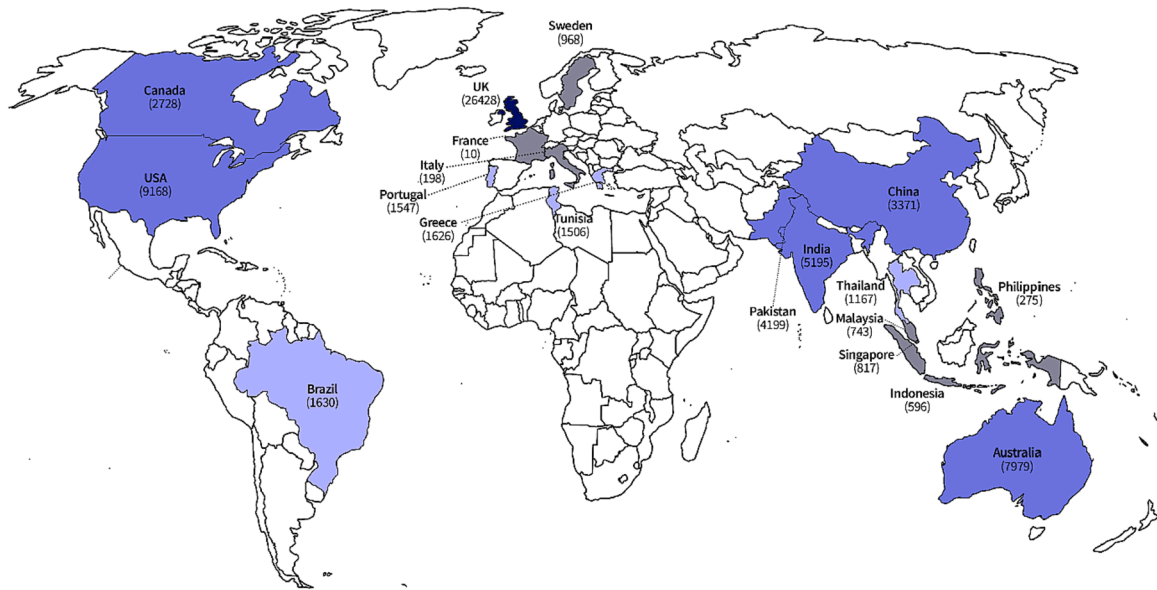 Sweden
(968)
Canada
(2728)
UK
(26428)
France
(10)
Italy
(198)
USA
(9168)
China
(3371)
Portugal
(1547)
Greece
(1626)
Tunisia
(1506)
India
(5195)
Thailand
(1167)
Philippines
(275)
Pakistan
(4199)
Malaysia
(743)
Singapore
(817)
Brazil
(1630)
Indonesia
(596)
Australia
(7979)